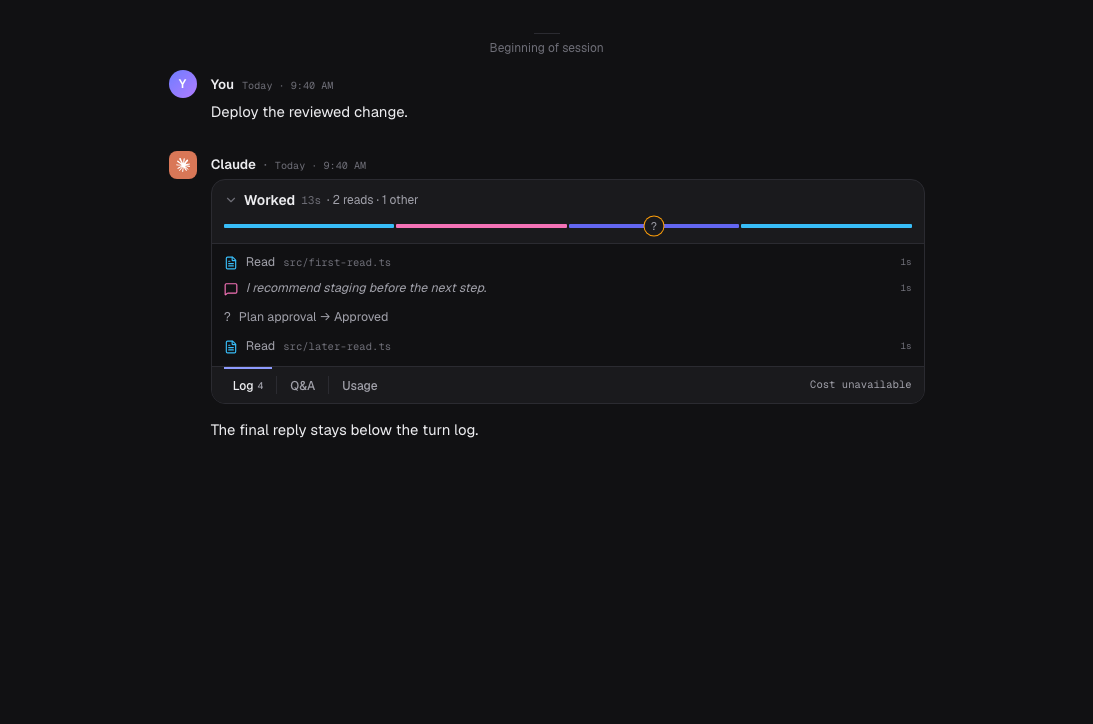 Beginning of session
Y You Today · 9:40 AM
Deploy the reviewed change.
Claude · Today · 9:40 AM
Worked 13s · 2 reads · 1 other
?
Read src/first-read.ts 1s
I recommend staging before the next step. 1s
? Plan approval → Approved
Read src/later-read.ts 1s
Log 4 Q&A Usage Cost unavailable
The final reply stays below the turn log.